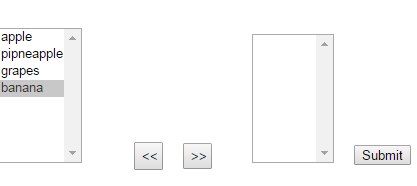 apple
pipneapple
grapes
banana
<< >> Submit